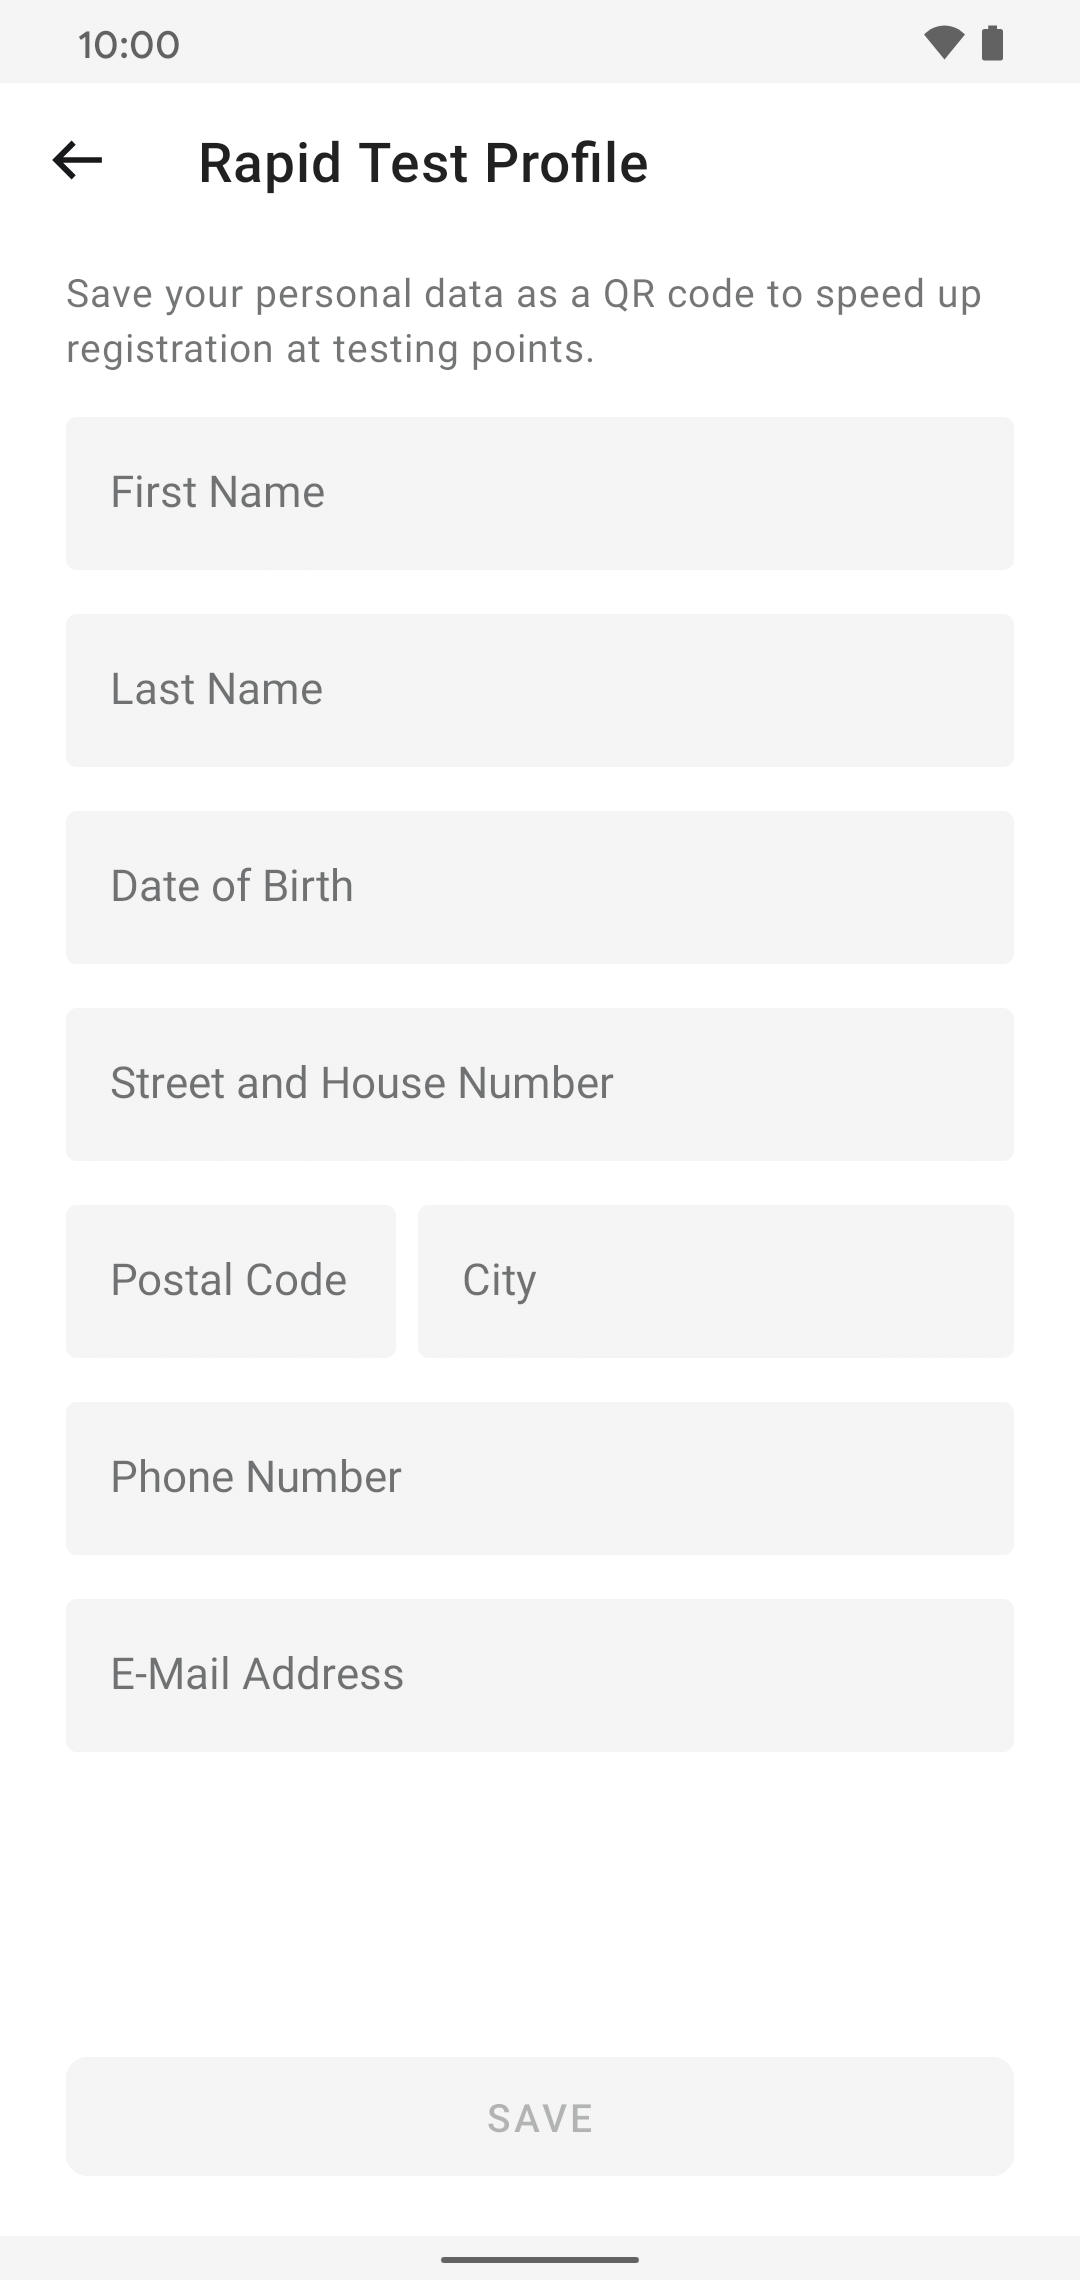 10:00
Rapid Test Profile
Save your personal data as a QR code to speed up
registration at testing points.
First Name
Last Name
Date of Birth
Street and House Number
Postal Code City
Phone Number
E-Mail Address
SAVE